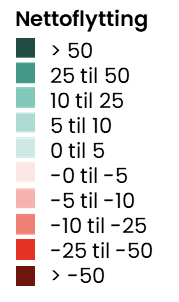 Nettoflytting
> 50
25 til 50
10 til 25
5 til 10
0 til 5
-0 til -5
-5 til -10
-10 til -25
-25 til -50
> -50